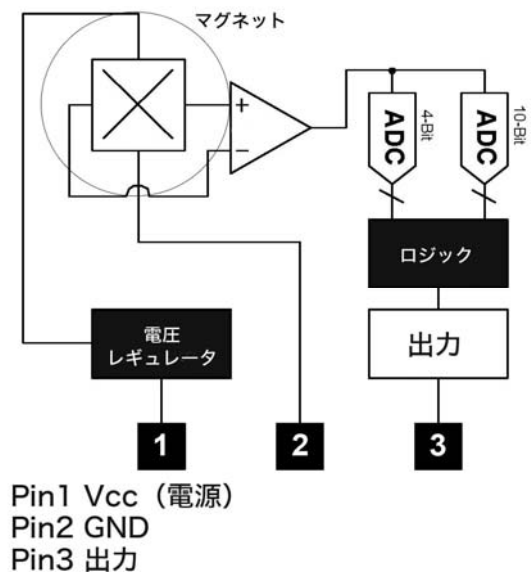 マグネット
+
−
ADC
4-Bit
ADC
10-Bit
ロジック
電圧
レギュレータ
出力
1
2
3
Pin1 Vcc（電源）
Pin2 GND
Pin3 出力